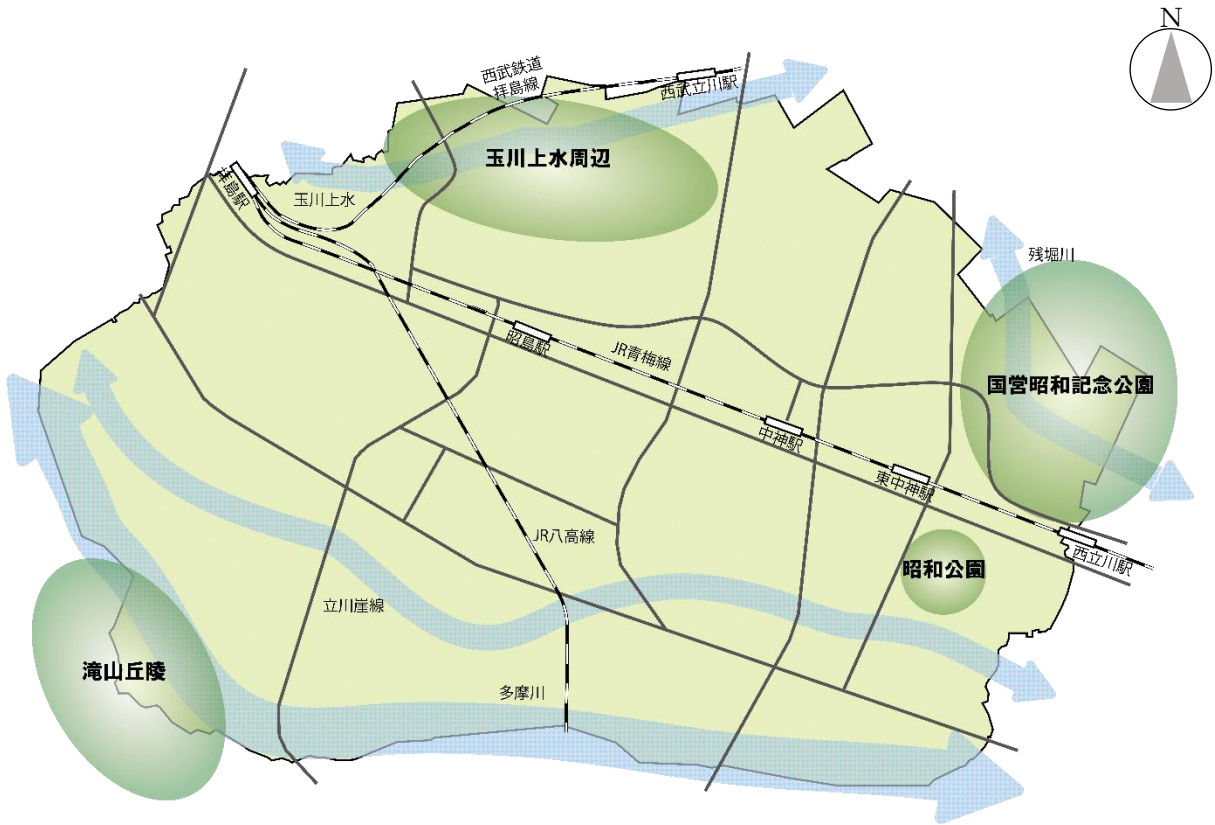 N
西武鉄道
拝島線
西武立川駅
玉川上水周辺
拝島駅
玉川上水
残堀川
昭島駅
JR青梅線
国営昭和記念公園
中神駅
東中神駅
JR八高線
西立川駅
昭和公園
立川崖線
滝山丘陵
多摩川